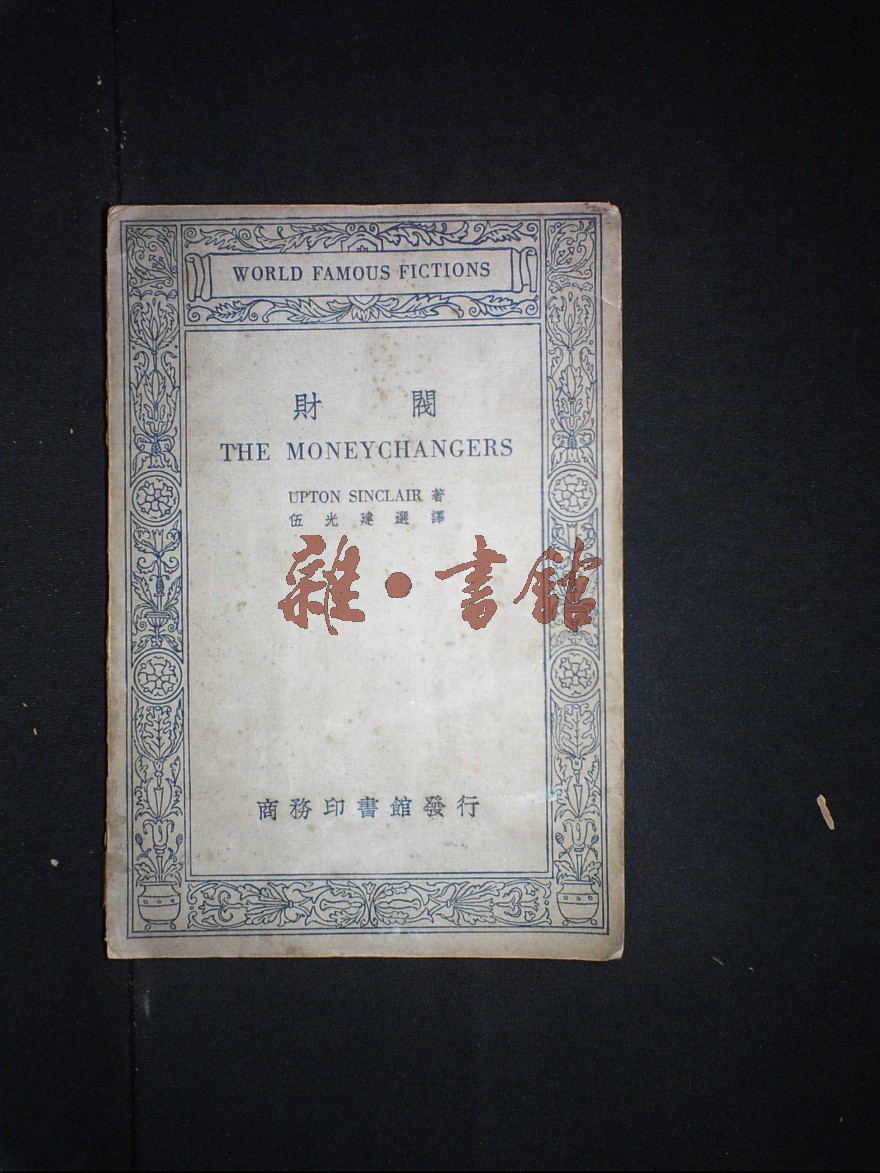 WORLD FAMOUS FICTIONS
財閥
THE MONEYCHANGERS
UPTON SINCLAIR 著
伍光建選譯
雜·書館
商務印書館發行